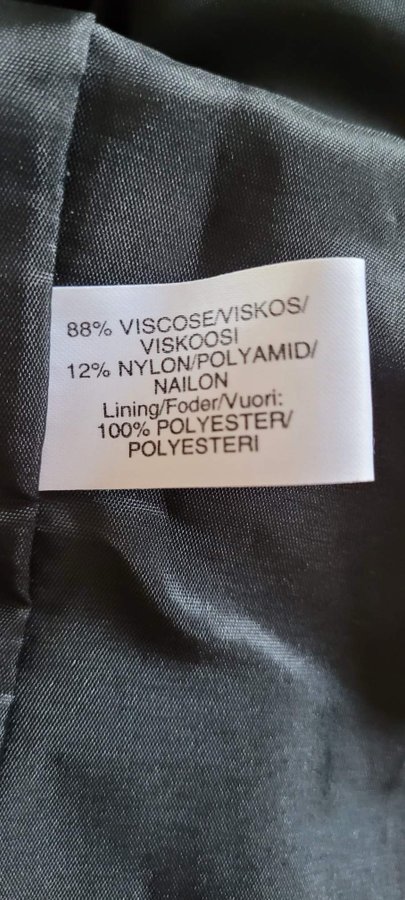 88% VISCOSE/VISKOS/
VISKOOSI
12% NYLON/POLYAMID/
NAILON
Lining/Foder/Vuori:
100% POLYESTER/
POLYESTERI